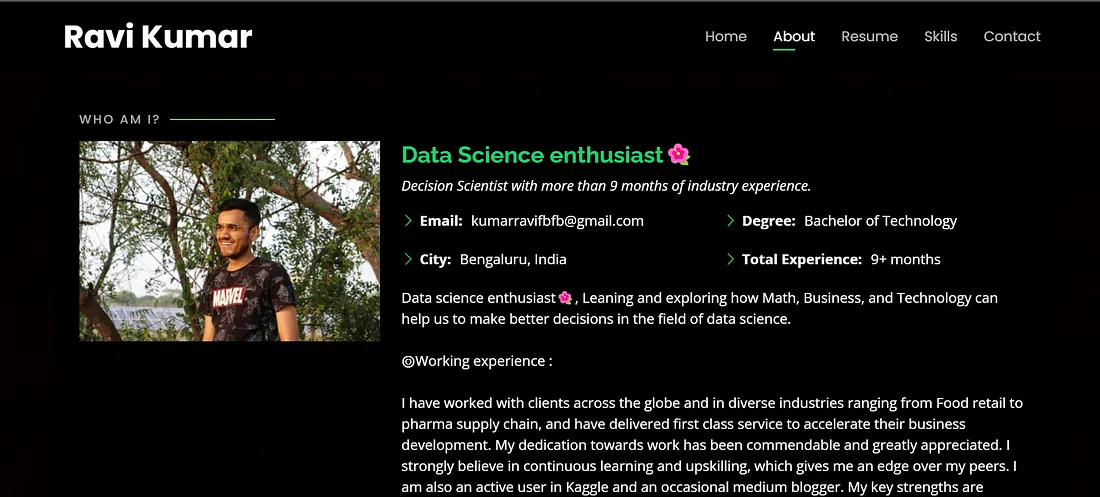 Ravi Kumar
Home About Resume Skills Contact
WHO AM I?
MARVEL
Data Science enthusiast🌺
Decision Scientist with more than 9 months of industry experience.
Email: kumarravifbfb@gmail.com
Degree: Bachelor of Technology
City: Bengaluru, India
Total Experience: 9+ months
Data science enthusiast🌺, Leaning and exploring how Math, Business, and Technology can
help us to make better decisions in the field of data science.
◎Working experience :
I have worked with clients across the globe and in diverse industries ranging from Food retail to
pharma supply chain, and have delivered first class service to accelerate their business
development. My dedication towards work has been commendable and greatly appreciated. I
strongly believe in continuous learning and upskilling, which gives me an edge over my peers. I
am also an active user in Kaggle and an occasional medium blogger. My key strengths are